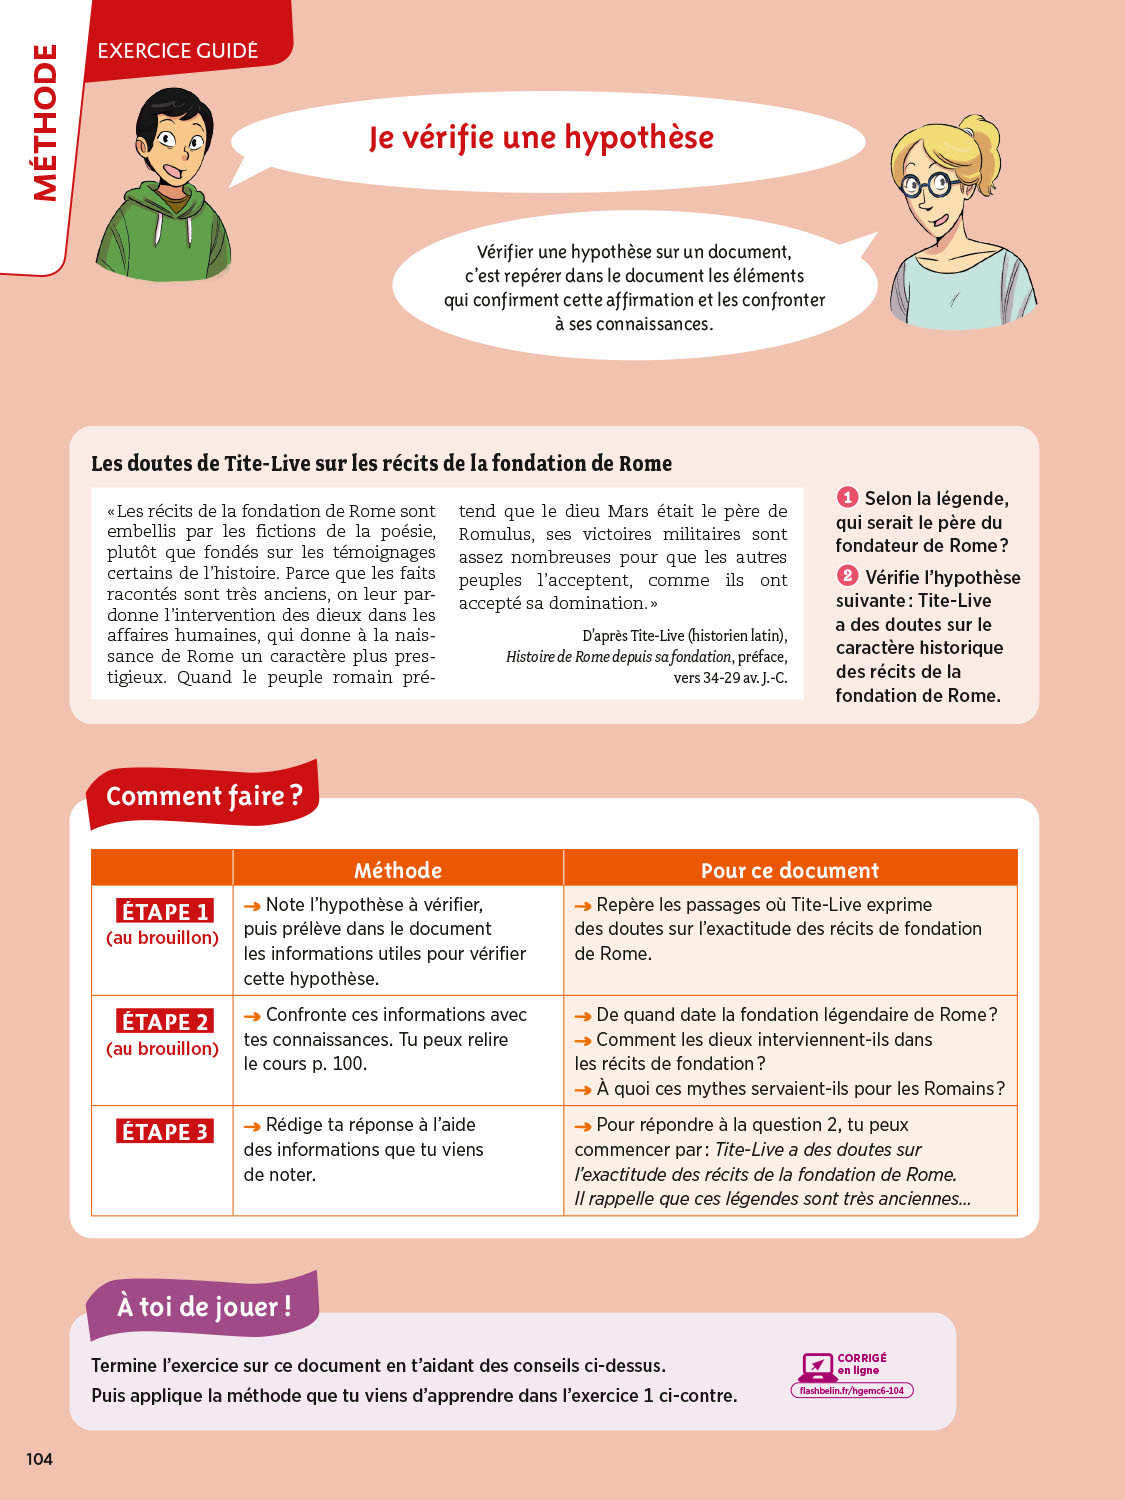 MÉTHODE
EXERCICE GUIDÉ
Je vérifie une hypothèse
Vérifier une hypothèse sur un document,
c’est repérer dans le document les éléments
qui confirment cette affirmation et les confronter
à ses connaissances.
Les doutes de Tite-Live sur les récits de la fondation de Rome
« Les récits de la fondation de Rome sont
embellis par les fictions de la poésie,
plutôt que fondés sur les témoignages
certains de l’histoire. Parce que les faits
racontés sont très anciens, on leur par-
donne l’intervention des dieux dans les
affaires humaines, qui donne à la nais-
sance de Rome un caractère plus pres-
tigieux. Quand le peuple romain pré-
tend que le dieu Mars était le père de
Romulus, ses victoires militaires sont
assez nombreuses pour que les autres
peuples l’acceptent, comme ils ont
accepté sa domination. »
D’après Tite-Live (historien latin),
Histoire de Rome depuis sa fondation, préface,
vers 34-29 av. J.-C.
1 Selon la légende,
qui serait le père du
fondateur de Rome ?
2 Vérifie l’hypothèse
suivante : Tite-Live
a des doutes sur le
caractère historique
des récits de la
fondation de Rome.
Comment faire ?
Méthode
Pour ce document
ÉTAPE 1
(au brouillon)
→ Note l’hypothèse à vérifier,
puis prélève dans le document
les informations utiles pour vérifier
cette hypothèse.
→ Repère les passages où Tite-Live exprime
des doutes sur l’exactitude des récits de fondation
de Rome.
ÉTAPE 2
(au brouillon)
→ Confronte ces informations avec
tes connaissances. Tu peux relire
le cours p. 100.
→ De quand date la fondation légendaire de Rome ?
→ Comment les dieux interviennent-ils dans
les récits de fondation ?
→ À quoi ces mythes servaient-ils pour les Romains ?
ÉTAPE 3
→ Rédige ta réponse à l’aide
des informations que tu viens
de noter.
→ Pour répondre à la question 2, tu peux
commencer par : Tite-Live a des doutes sur
l’exactitude des récits de la fondation de Rome.
Il rappelle que ces légendes sont très anciennes…
À toi de jouer !
Termine l’exercice sur ce document en t’aidant des conseils ci-dessus.
Puis applique la méthode que tu viens d’apprendre dans l’exercice 1 ci-contre.
CORRIGÉ
en ligne
flashbelin.fr/hgemc6-104
104